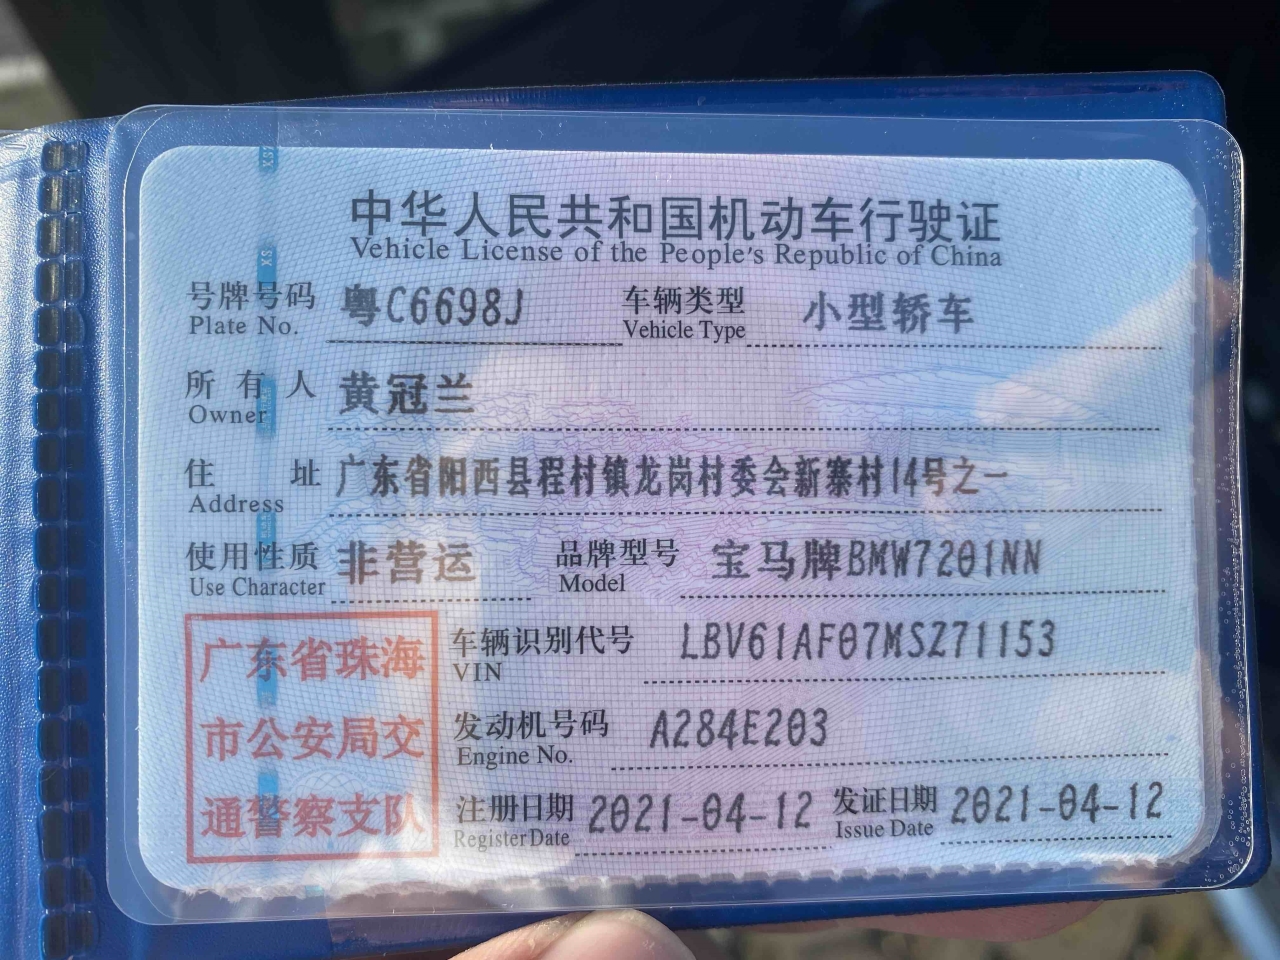 中华人民共和国机动车行驶证
Vehicle License of the People's Republic of China
号牌号码 粤C6698J 车辆类型 小型轿车
Plate No. Vehicle Type
所有人 黄冠兰
Owner
住址 广东省阳西县程村镇龙岗村委会新寨村14号之一
Address
使用性质 非营运 品牌型号 宝马牌BMW7201NN
Use Character Model
广东省珠海
市公安局交
通警察支队
车辆识别代号 LBV61AF07MSZ71153
VIN
发动机号码 A284E203
Engine No.
注册日期 2021-04-12 发证日期 2021-04-12
Register Date Issue Date